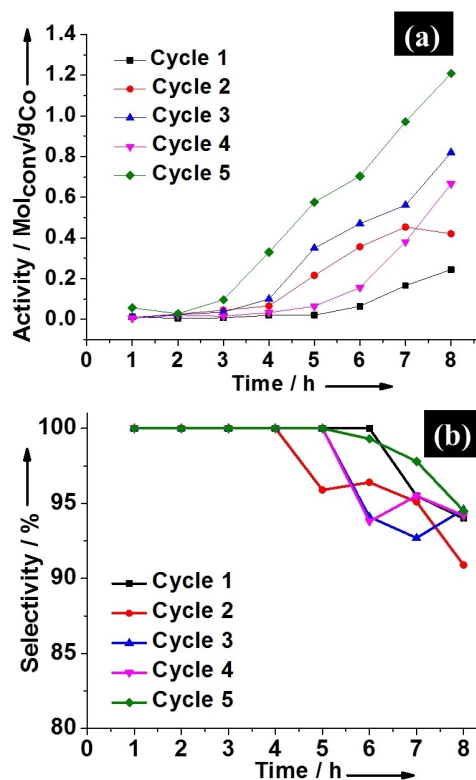 (a)
Activity / Molconv/gCo
1.4
1.2
1.0
0.8
0.6
0.4
0.2
0.0
Cycle 1
Cycle 2
Cycle 3
Cycle 4
Cycle 5
0 1 2 3 4 5 6 7 8
Time / h
(b)
Selectivity / %
100
95
90
85
80
Cycle 1
Cycle 2
Cycle 3
Cycle 4
Cycle 5
0 1 2 3 4 5 6 7 8
Time / h